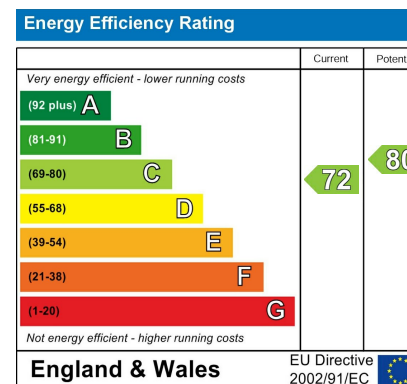 Energy Efficiency Rating
Current Potent
Very energy efficient - lower running costs
(92 plus) A
(81-91) B
(69-80) C
(55-68) D
(39-54) E
(21-38) F
(1-20) G
72
80
Not energy efficient - higher running costs
England & Wales
EU Directive
2002/91/EC